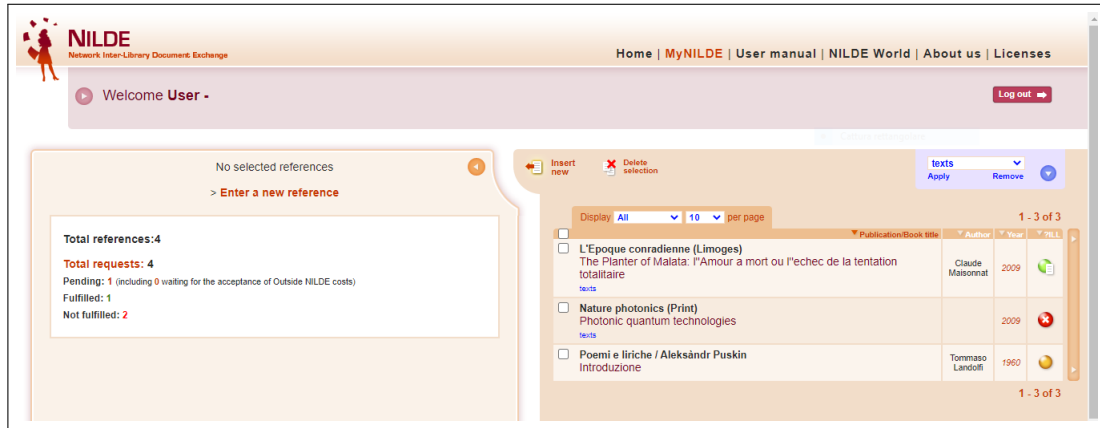 NILDE
Network Inter-Library Document Exchange
Home | MyNILDE | User manual | NILDE World | About us | Licenses
Welcome User -
Log out
No selected references
> Enter a new reference
Total references:4
Total requests: 4
Pending: 1 (including 0 waiting for the acceptance of Outside NILDE costs)
Fulfilled: 1
Not fulfilled: 2
Insert
new
Delete
selection
texts
Apply Remove
Display All 10 per page
1 - 3 of 3
Publication/Book title Author Year ?ILL
L'Epoque conradienne (Limoges)
The Planter of Malata: l''Amour a mort ou l''echec de la tentation
totalitaire
texts
Claude
Maisonnat
2009
Nature photonics (Print)
Photonic quantum technologies
texts
2009
Poemi e liriche / Aleksàndr Puskin
Introduzione
Tommaso
Landolfi
1960
1 - 3 of 3